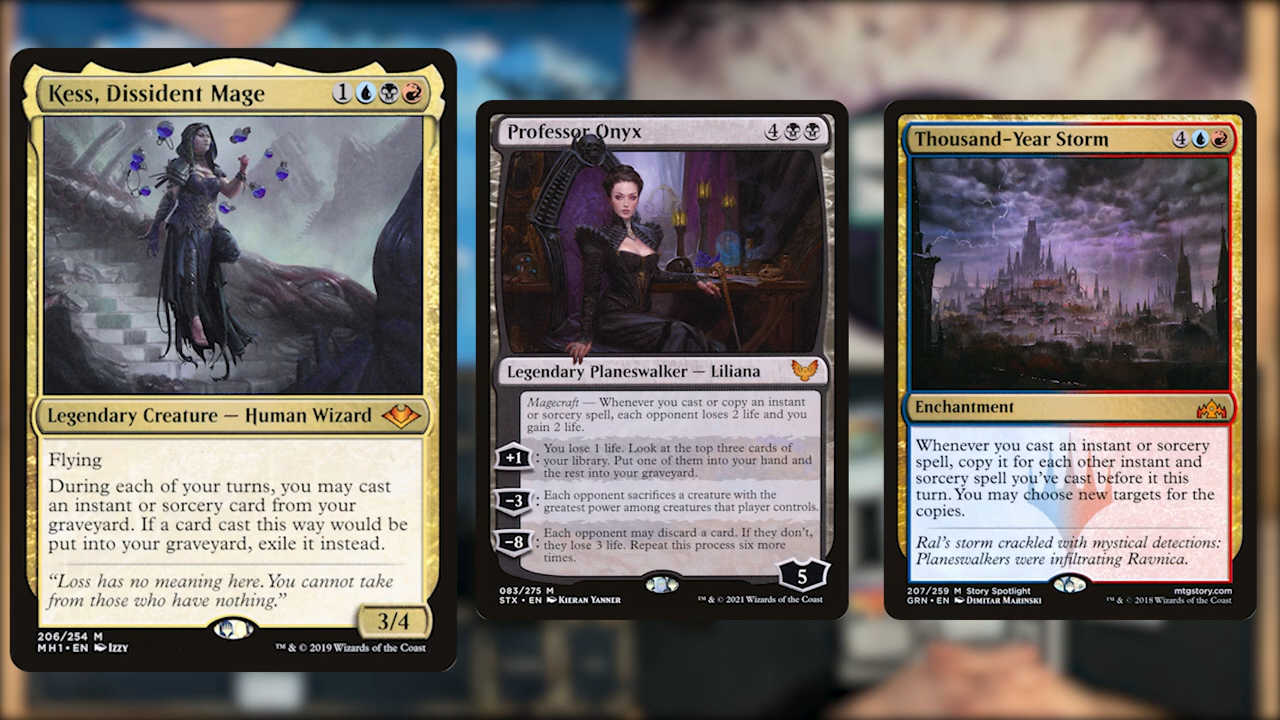 Kess, Dissident Mage 1
Legendary Creature — Human Wizard
Flying
During each of your turns, you may cast
an instant or sorcery card from your
graveyard. If a card cast this way would be
put into your graveyard, exile it instead.
“Loss has no meaning here. You cannot take
from those who have nothing.”
3/4
206/254 M
MH1 • EN Izzy
™ & © 2019 Wizards of the Coast
Professor Onyx 4
Legendary Planeswalker — Liliana
Magecraft — Whenever you cast or copy an instant
or sorcery spell, each opponent loses 2 life and you
gain 2 life.
+1: You lose 1 life. Look at the top three cards of
your library. Put one of them into your hand and
the rest into your graveyard.
−3: Each opponent sacrifices a creature with the
greatest power among creatures that player controls.
−8: Each opponent may discard a card. If they don’t,
they lose 3 life. Repeat this process six more
times.
5
083/275 M
STX • EN Kieran Yanner
™ & © 2021 Wizards of the Coast
Thousand-Year Storm 4
Enchantment
Whenever you cast an instant or sorcery
spell, copy it for each other instant and
sorcery spell you’ve cast before it this
turn. You may choose new targets for the
copies.
Ral’s storm crackled with mystical detections:
Planeswalkers were infiltrating Ravnica.
207/259 M Story Spotlight
GRN • EN Dimitar Marinski
mtgstory.com
™ & © 2018 Wizards of the Coast